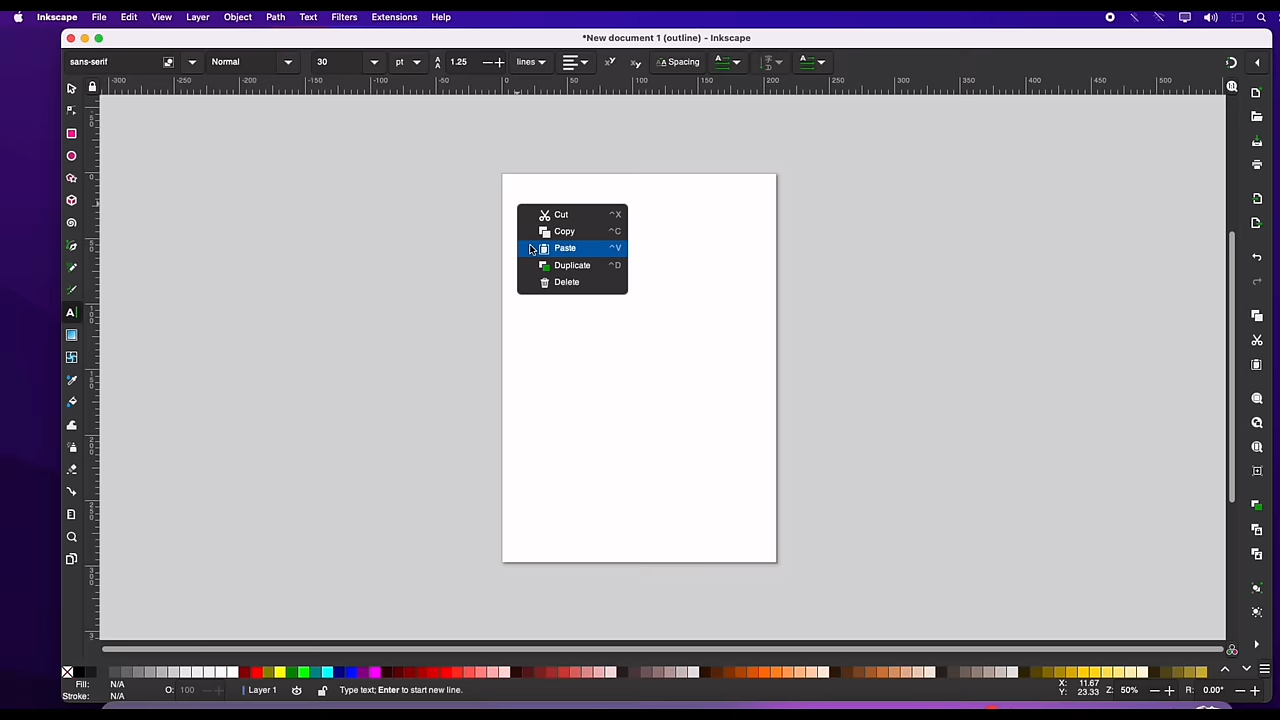 Inkscape File Edit View Layer Object Path Text Filters Extensions Help
*New document 1 (outline) - Inkscape
sans-serif Normal 30 pt 1.25 lines Spacing
-300 -250 -200 -150 -100 -50 0 50 100 150 200 250 300 350 400 450 500
Cut ^X
Copy ^C
Paste ^V
Duplicate ^D
Delete
Fill: N/A
Stroke: N/A
O: 100
Layer 1
Type text; Enter to start new line.
X: 11.67
Y: 23.33
Z: 50%
R: 0.00°